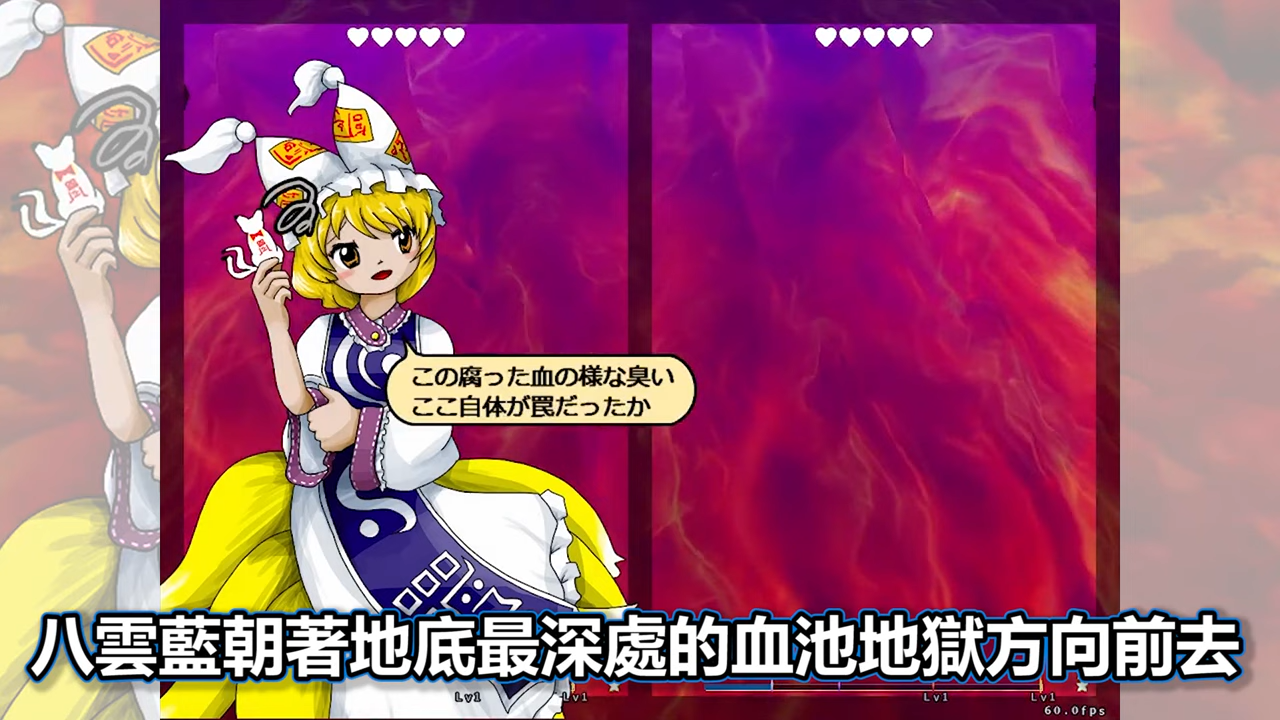 この腐った血の様な臭い
ここ自体が罠だったか
八雲藍朝著地底最深處的血池地獄方向前去
Lv1 Lv1 Lv1 Lv1
60.0fps